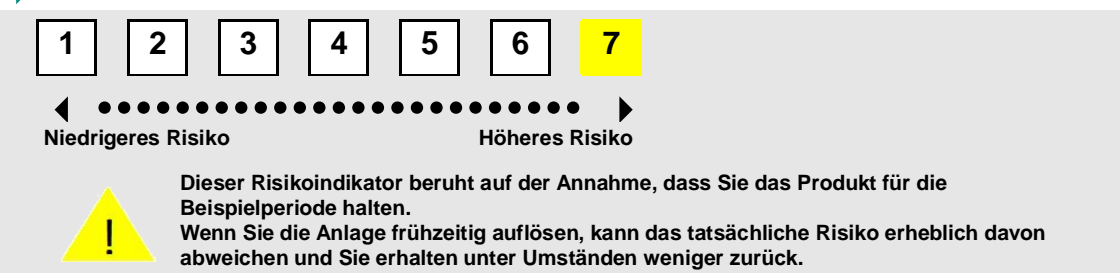 1 2 3 4 5 6 7
Niedrigeres Risiko Höheres Risiko
Dieser Risikoindikator beruht auf der Annahme, dass Sie das Produkt für die
Beispielperiode halten.
! Wenn Sie die Anlage frühzeitig auflösen, kann das tatsächliche Risiko erheblich davon
abweichen und Sie erhalten unter Umständen weniger zurück.